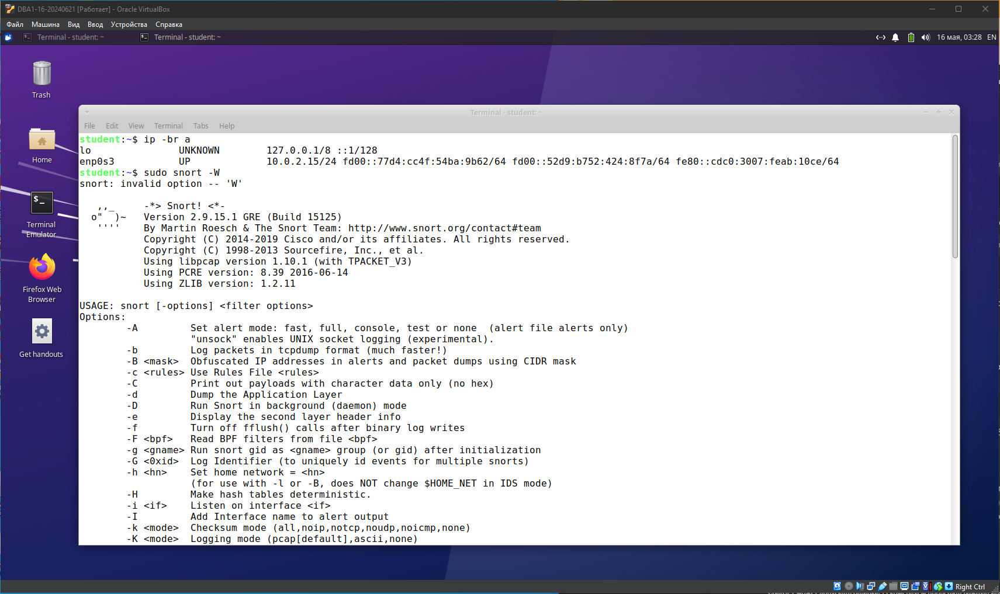 DBA1-16-20240621 [Работает] - Oracle VirtualBox
Файл Машина Вид Ввод Устройства Справка
Terminal - student: ~ Terminal - student: ~ 16 мая, 03:28 EN
Trash
Home
Terminal
Emulator
Firefox Web
Browser
Get handouts
Terminal - student: ~
File Edit View Terminal Tabs Help
student:~$ ip -br a
lo UNKNOWN 127.0.0.1/8 ::1/128
enp0s3 UP 10.0.2.15/24 fd00::77d4:cc4f:54ba:9b62/64 fd00::52d9:b752:424:8f7a/64 fe80::cdc0:3007:feab:10ce/64
student:~$ sudo snort -W
snort: invalid option -- 'W'
,,_ -*> Snort! <*-
o" )~ Version 2.9.15.1 GRE (Build 15125)
'''' By Martin Roesch & The Snort Team: http://www.snort.org/contact#team
Copyright (C) 2014-2019 Cisco and/or its affiliates. All rights reserved.
Copyright (C) 1998-2013 Sourcefire, Inc., et al.
Using libpcap version 1.10.1 (with TPACKET_V3)
Using PCRE version: 8.39 2016-06-14
Using ZLIB version: 1.2.11
USAGE: snort [-options] <filter options>
Options:
-A Set alert mode: fast, full, console, test or none (alert file alerts only)
"unsock" enables UNIX socket logging (experimental).
-b Log packets in tcpdump format (much faster!)
-B <mask> Obfuscated IP addresses in alerts and packet dumps using CIDR mask
-c <rules> Use Rules File <rules>
-C Print out payloads with character data only (no hex)
-d Dump the Application Layer
-D Run Snort in background (daemon) mode
-e Display the second layer header info
-f Turn off fflush() calls after binary log writes
-F <bpf> Read BPF filters from file <bpf>
-g <gname> Run snort gid as <gname> group (or gid) after initialization
-G <0xid> Log Identifier (to uniquely id events for multiple snorts)
-h <hn> Set home network = <hn>
(for use with -l or -B, does NOT change $HOME_NET in IDS mode)
-H Make hash tables deterministic.
-i <if> Listen on interface <if>
-I Add Interface name to alert output
-k <mode> Checksum mode (all,noip,notcp,noudp,noicmp,none)
-K <mode> Logging mode (pcap[default],ascii,none)
Right Ctrl